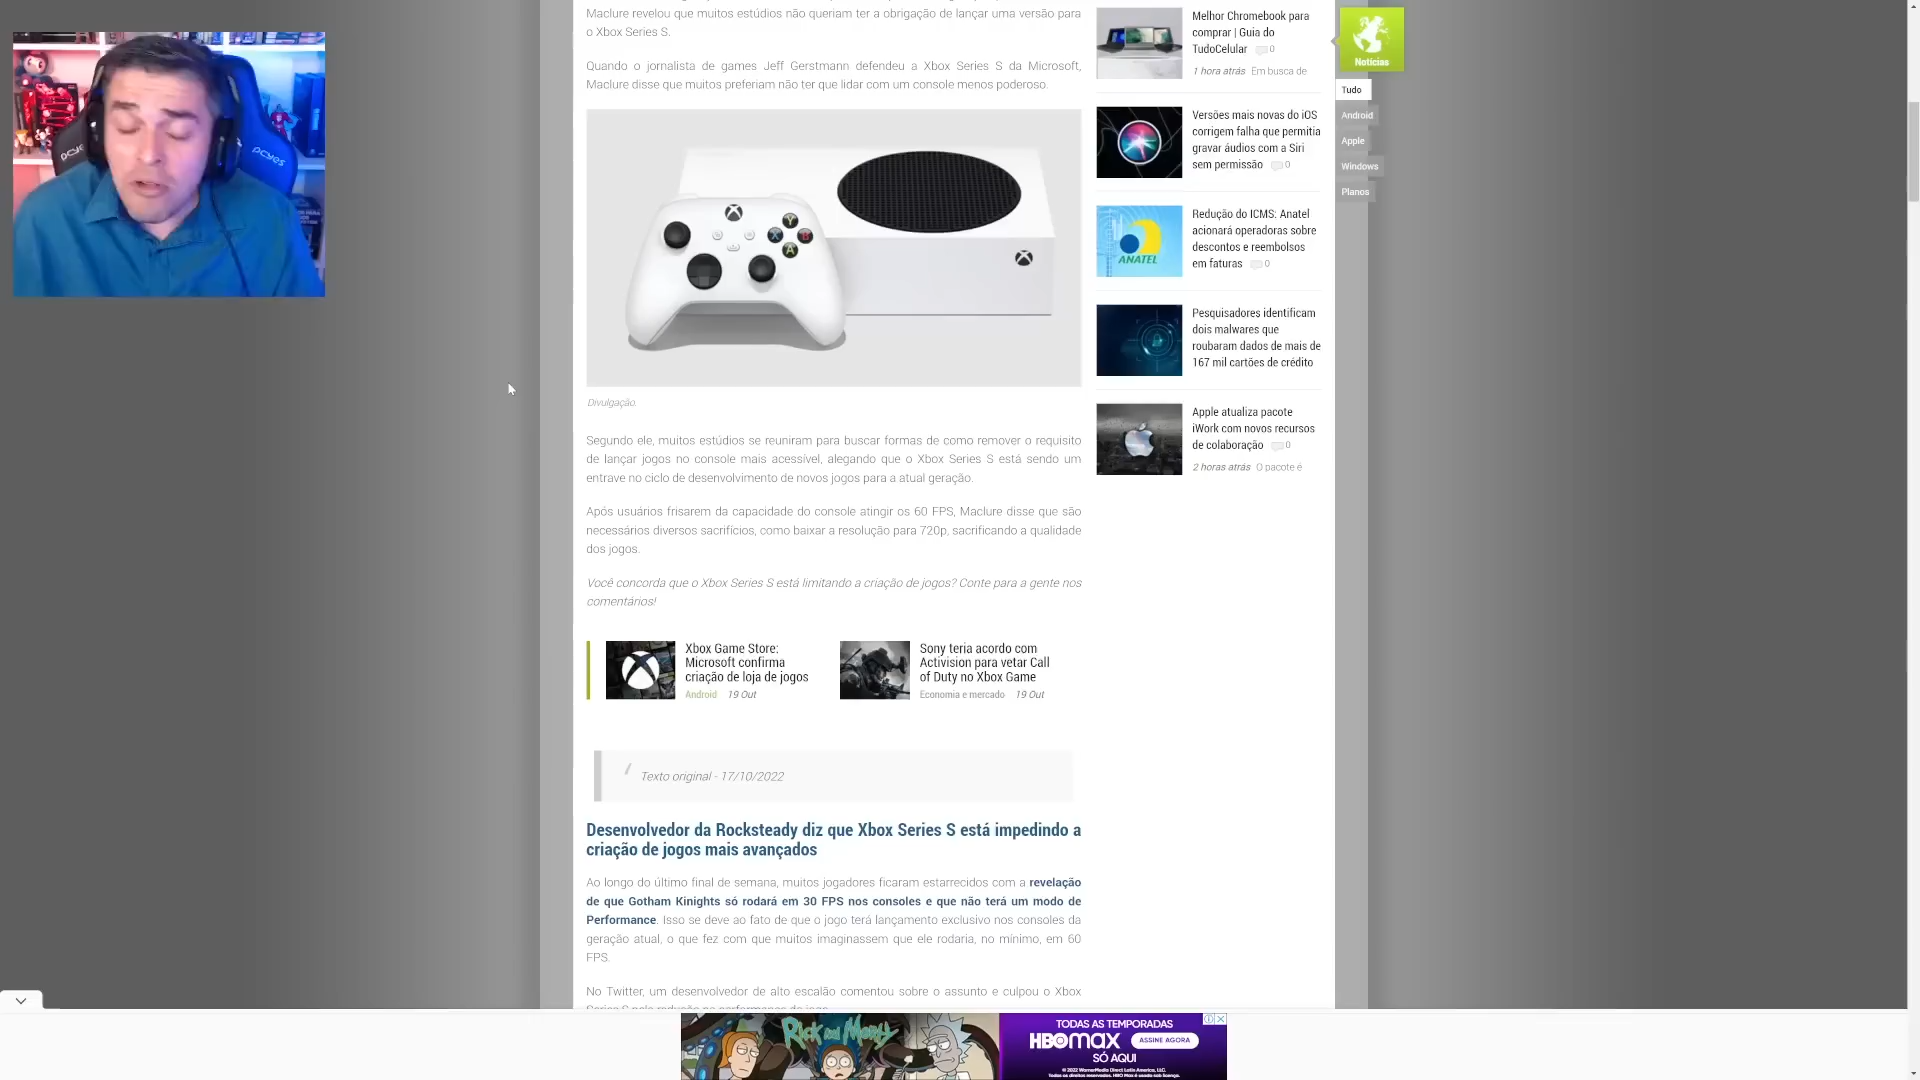 Maclure revelou que muitos estúdios não queriam ter a obrigação de lançar uma versão para
o Xbox Series S.
Quando o jornalista de games Jeff Gerstmann defendeu a Xbox Series S da Microsoft,
Maclure disse que muitos preferiam não ter que lidar com um console menos poderoso.
Y
X
B
A
Divulgação.
Segundo ele, muitos estúdios se reuniram para buscar formas de como remover o requisito
de lançar jogos no console mais acessível, alegando que o Xbox Series S está sendo um
entrave no ciclo de desenvolvimento de novos jogos para a atual geração.
Após usuários frisarem da capacidade do console atingir os 60 FPS, Maclure disse que são
necessários diversos sacrifícios, como baixar a resolução para 720p, sacrificando a qualidade
dos jogos.
Você concorda que o Xbox Series S está limitando a criação de jogos? Conte para a gente nos
comentários!
Xbox Game Store:
Microsoft confirma
criação de loja de jogos
Android 19 Out
Sony teria acordo com
Activision para vetar Call
of Duty no Xbox Game
Economia e mercado 19 Out
Texto original - 17/10/2022
Desenvolvedor da Rocksteady diz que Xbox Series S está impedindo a
criação de jogos mais avançados
Ao longo do último final de semana, muitos jogadores ficaram estarrecidos com a revelação
de que Gotham Kinights só rodará em 30 FPS nos consoles e que não terá um modo de
Performance. Isso se deve ao fato de que o jogo terá lançamento exclusivo nos consoles da
geração atual, o que fez com que muitos imaginassem que ele rodaria, no mínimo, em 60
FPS.
No Twitter, um desenvolvedor de alto escalão comentou sobre o assunto e culpou o Xbox
Melhor Chromebook para
comprar | Guia do
TudoCelular 0
1 hora atrás Em busca de
Versões mais novas do iOS
corrigem falha que permitia
gravar áudios com a Siri
sem permissão 0
Redução do ICMS: Anatel
acionará operadoras sobre
descontos e reembolsos
em faturas 0
ANATEL
Pesquisadores identificam
dois malwares que
roubaram dados de mais de
167 mil cartões de crédito
Apple atualiza pacote
iWork com novos recursos
de colaboração 0
2 horas atrás O pacote é
Notícias
Tudo
Android
Apple
Windows
Planos
pcyes
pcyes
Rick and Morty
TODAS AS TEMPORADAS
HBOMAX
ASSINE AGORA
SÓ AQUI